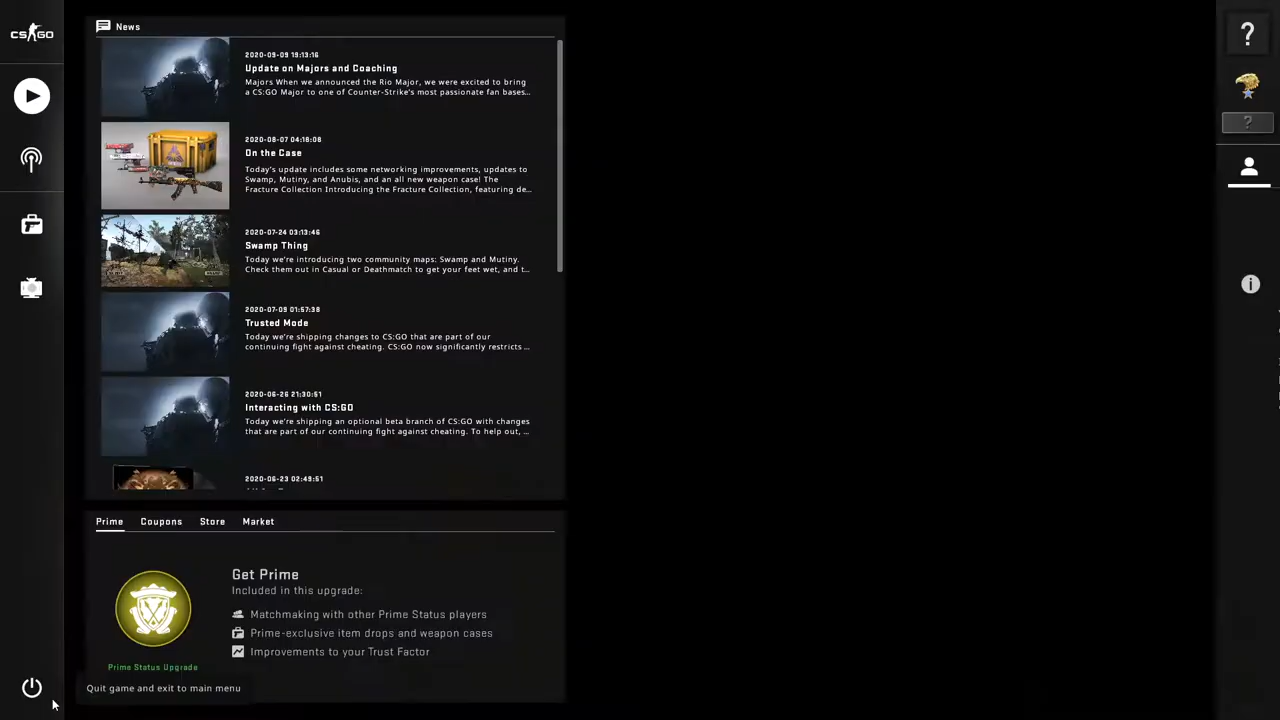 CS GO
News
2020-09-09 19:13:16
Update on Majors and Coaching
Majors When we announced the Rio Major, we were excited to bring
a CS:GO Major to one of Counter-Strike's most passionate fan bases...
2020-08-07 04:18:08
On the Case
Today's update includes some networking improvements, updates to
Swamp, Mutiny, and Anubis, and an all new weapon case! The
Fracture Collection Introducing the Fracture Collection, featuring de...
2020-07-24 03:13:46
Swamp Thing
Today we're introducing two community maps: Swamp and Mutiny.
Check them out in Casual or Deathmatch to get your feet wet, and t...
2020-07-09 01:57:38
Trusted Mode
Today we're shipping changes to CS:GO that are part of our
continuing fight against cheating. CS:GO now significantly restricts ...
2020-06-26 21:30:51
Interacting with CS:GO
Today we're shipping an optional beta branch of CS:GO with changes
that are part of our continuing fight against cheating. To help out, ...
2020-06-23 02:49:51
Prime Coupons Store Market
Get Prime
Included in this upgrade:
Matchmaking with other Prime Status players
Prime-exclusive item drops and weapon cases
Improvements to your Trust Factor
Prime Status Upgrade
Quit game and exit to main menu
?
?